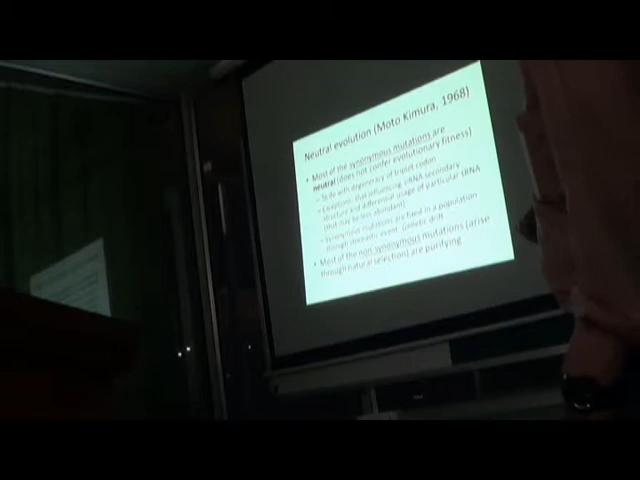 Neutral evolution (Moto Kimura, 1968)
• Most of the synonymous mutations are
neutral (does not confer evolutionary fitness)
– To do with degeneracy of triplet codon
– Exceptions: that influencing mRNA secondary
structure and differential usage of particular tRNA
(that may be less abundant)
– Synonymous mutations are fixed in a population
through stochastic event: Genetic drift
• Most of the non synonymous mutations (arise
through natural selection) are purifying